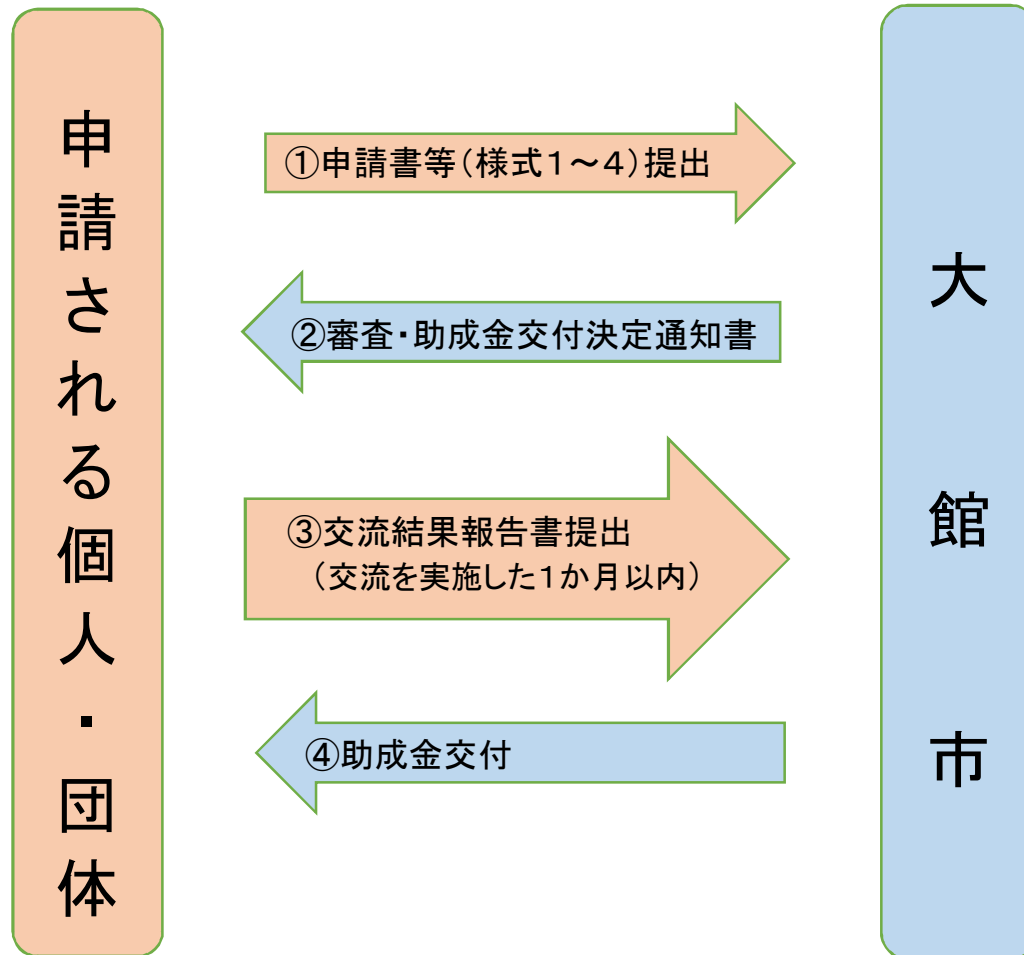 申請される個人・団体
①申請書等（様式１～４）提出
②審査・助成金交付決定通知書
③交流結果報告書提出
（交流を実施した１か月以内）
④助成金交付
大館市